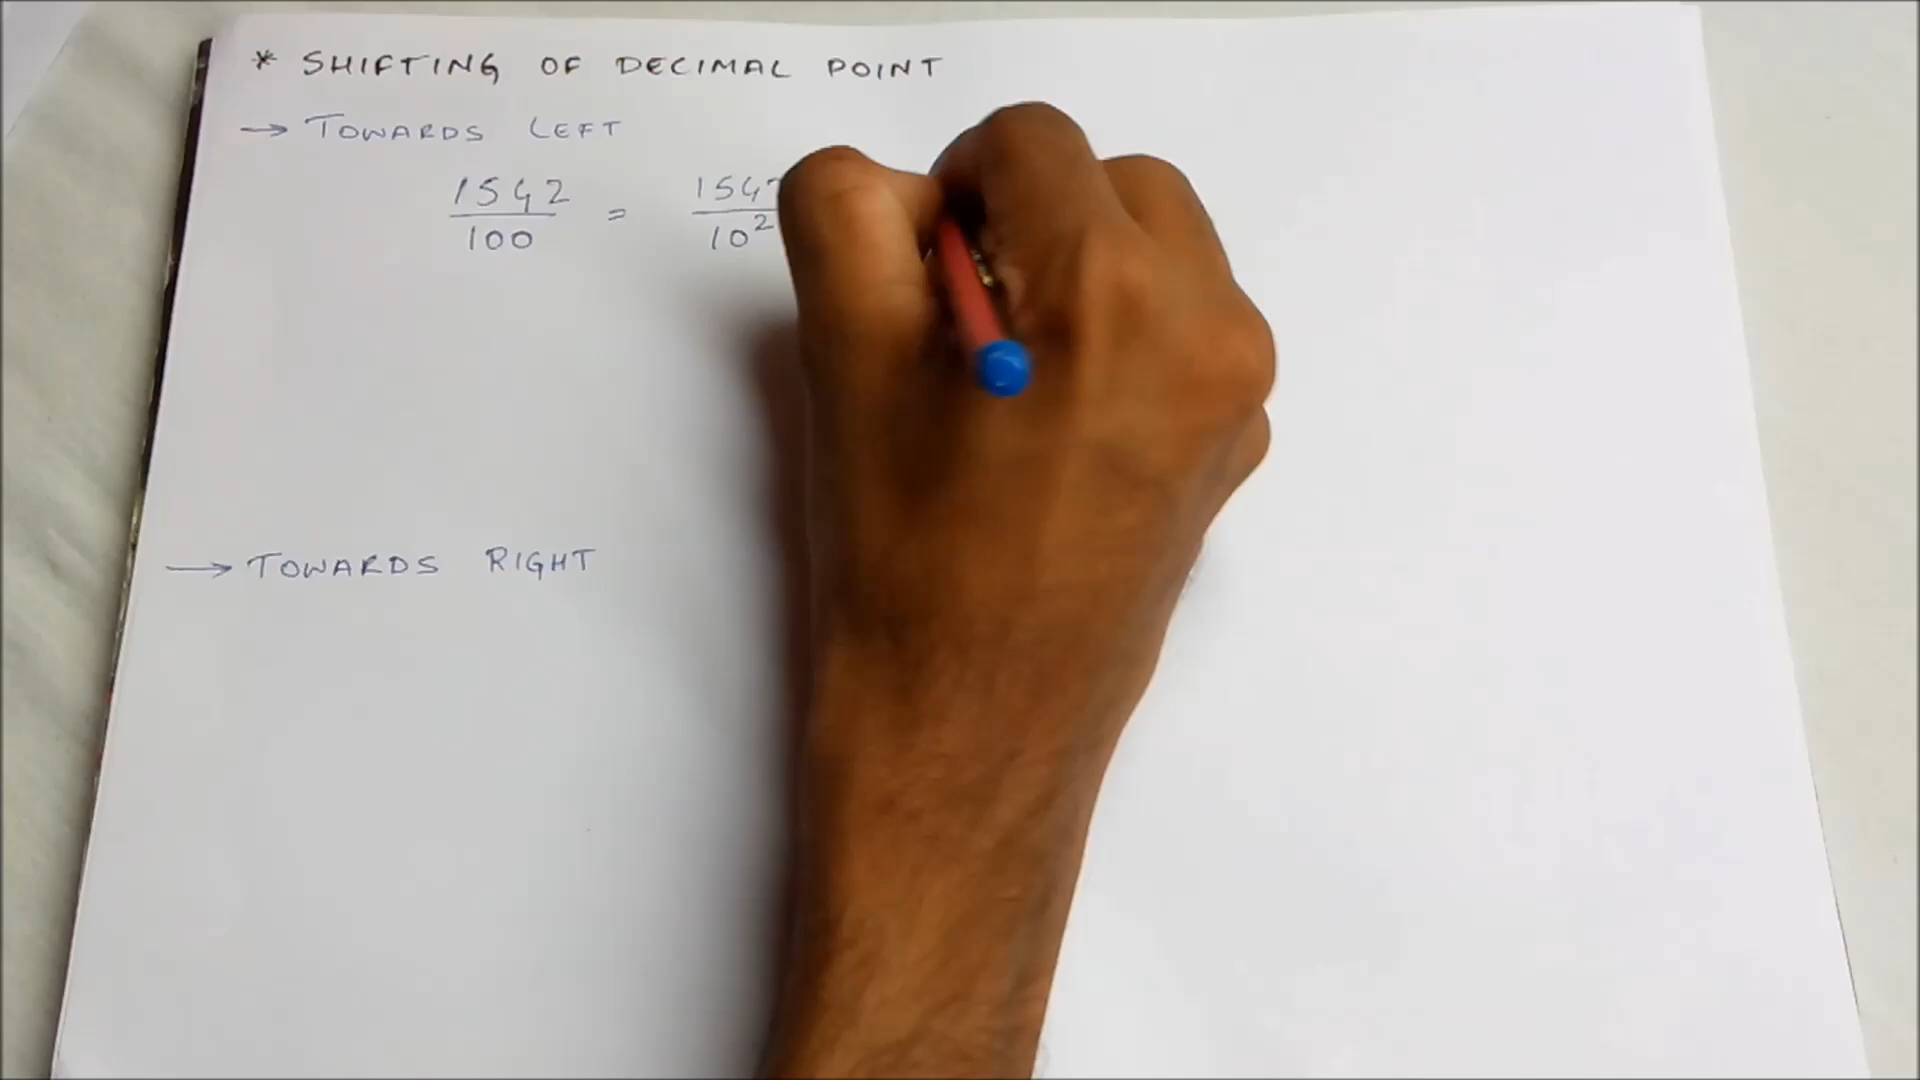 * SHIFTING OF DECIMAL POINT
→ TOWARDS LEFT
1542/100 = 154/10²
→ TOWARDS RIGHT